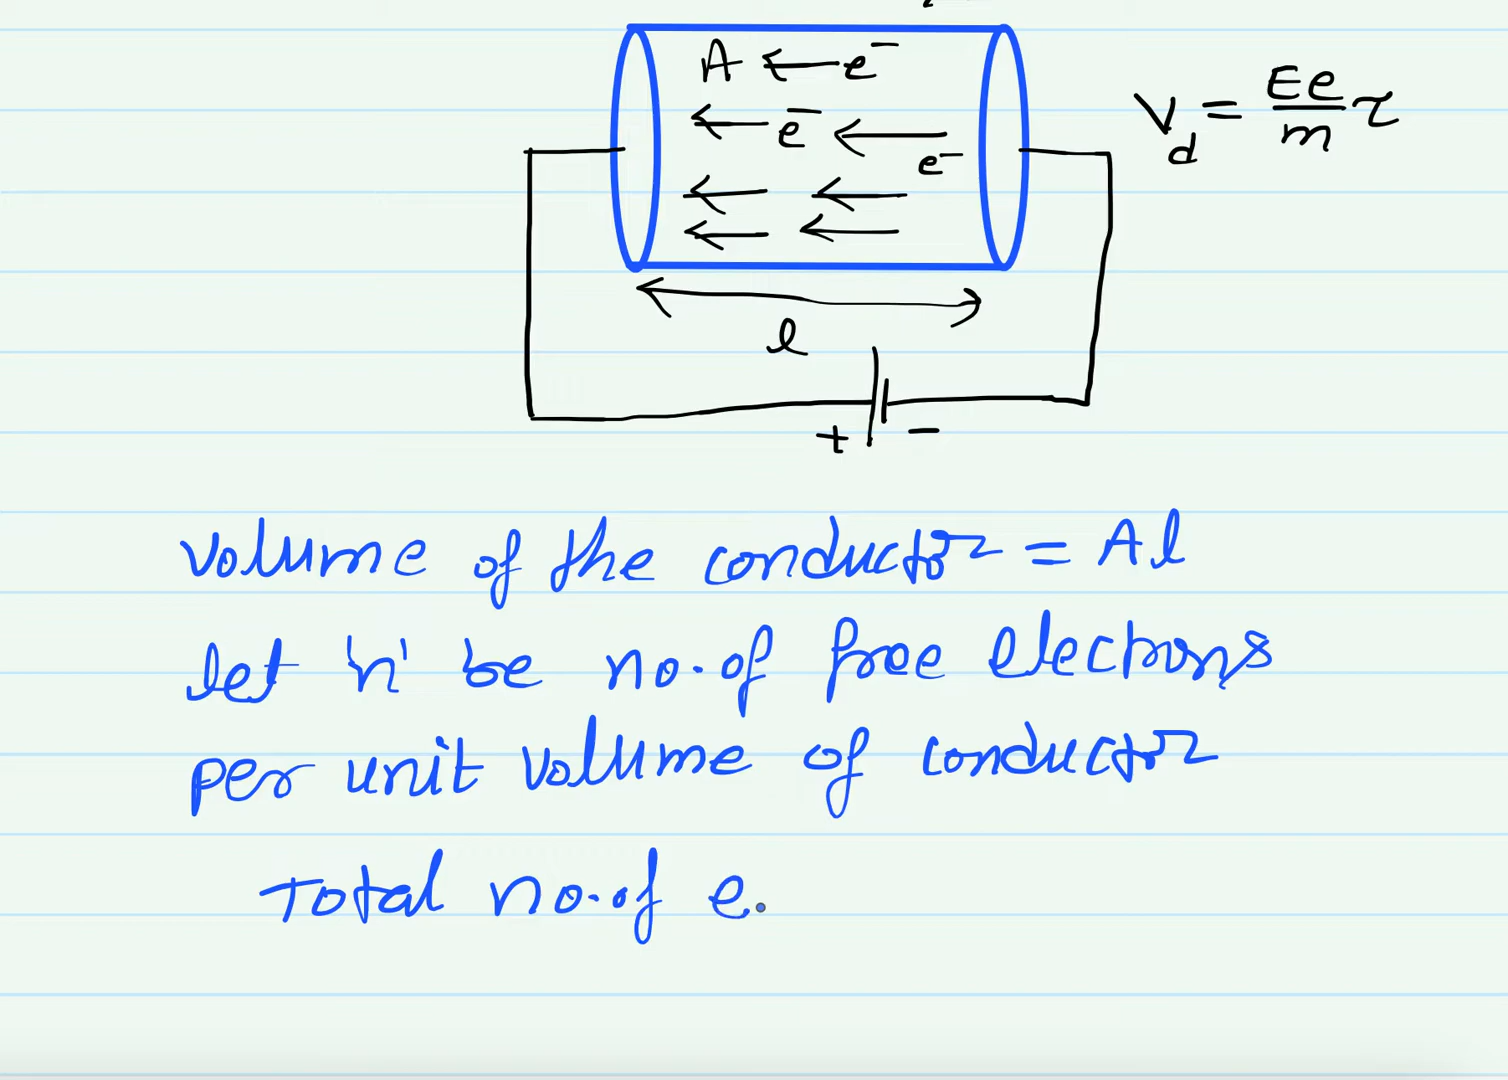 A ← e⁻
← e⁻ ← e⁻
V_d = Ee/m τ
l
+ −
volume of the conductor = Al
let 'n' be no. of free electrons
per unit volume of conductor
Total no. of e.